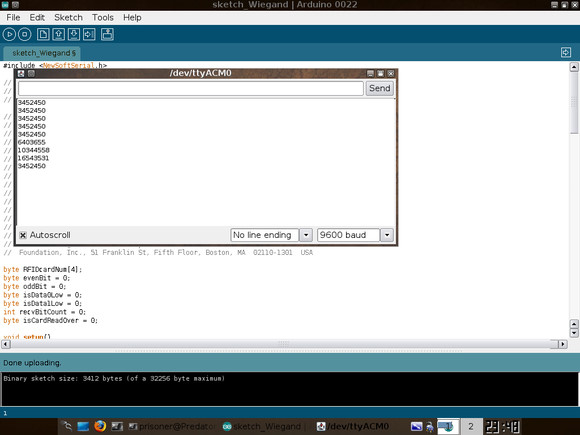 sketch_Wiegand | Arduino 0022
File Edit Sketch Tools Help
sketch_Wiegand §
#include <NewSoftSerial.h>
/dev/ttyACM0
Send
3452450
3452450
3452450
3452450
3452450
6403655
10344558
16543531
3452450
Autoscroll
No line ending
9600 baud
// Foundation, Inc., 51 Franklin St, Fifth Floor, Boston, MA 02110-1301 USA
byte RFIDcardNum[4];
byte evenBit = 0;
byte oddBit = 0;
byte isData0Low = 0;
byte isData1Low = 0;
int recvBitCount = 0;
byte isCardReadOver = 0;
void setup()
Done uploading.
Binary sketch size: 3412 bytes (of a 32256 byte maximum)
1
prisoner@Predato
sketch_Wiegand
/dev/ttyACM0
2